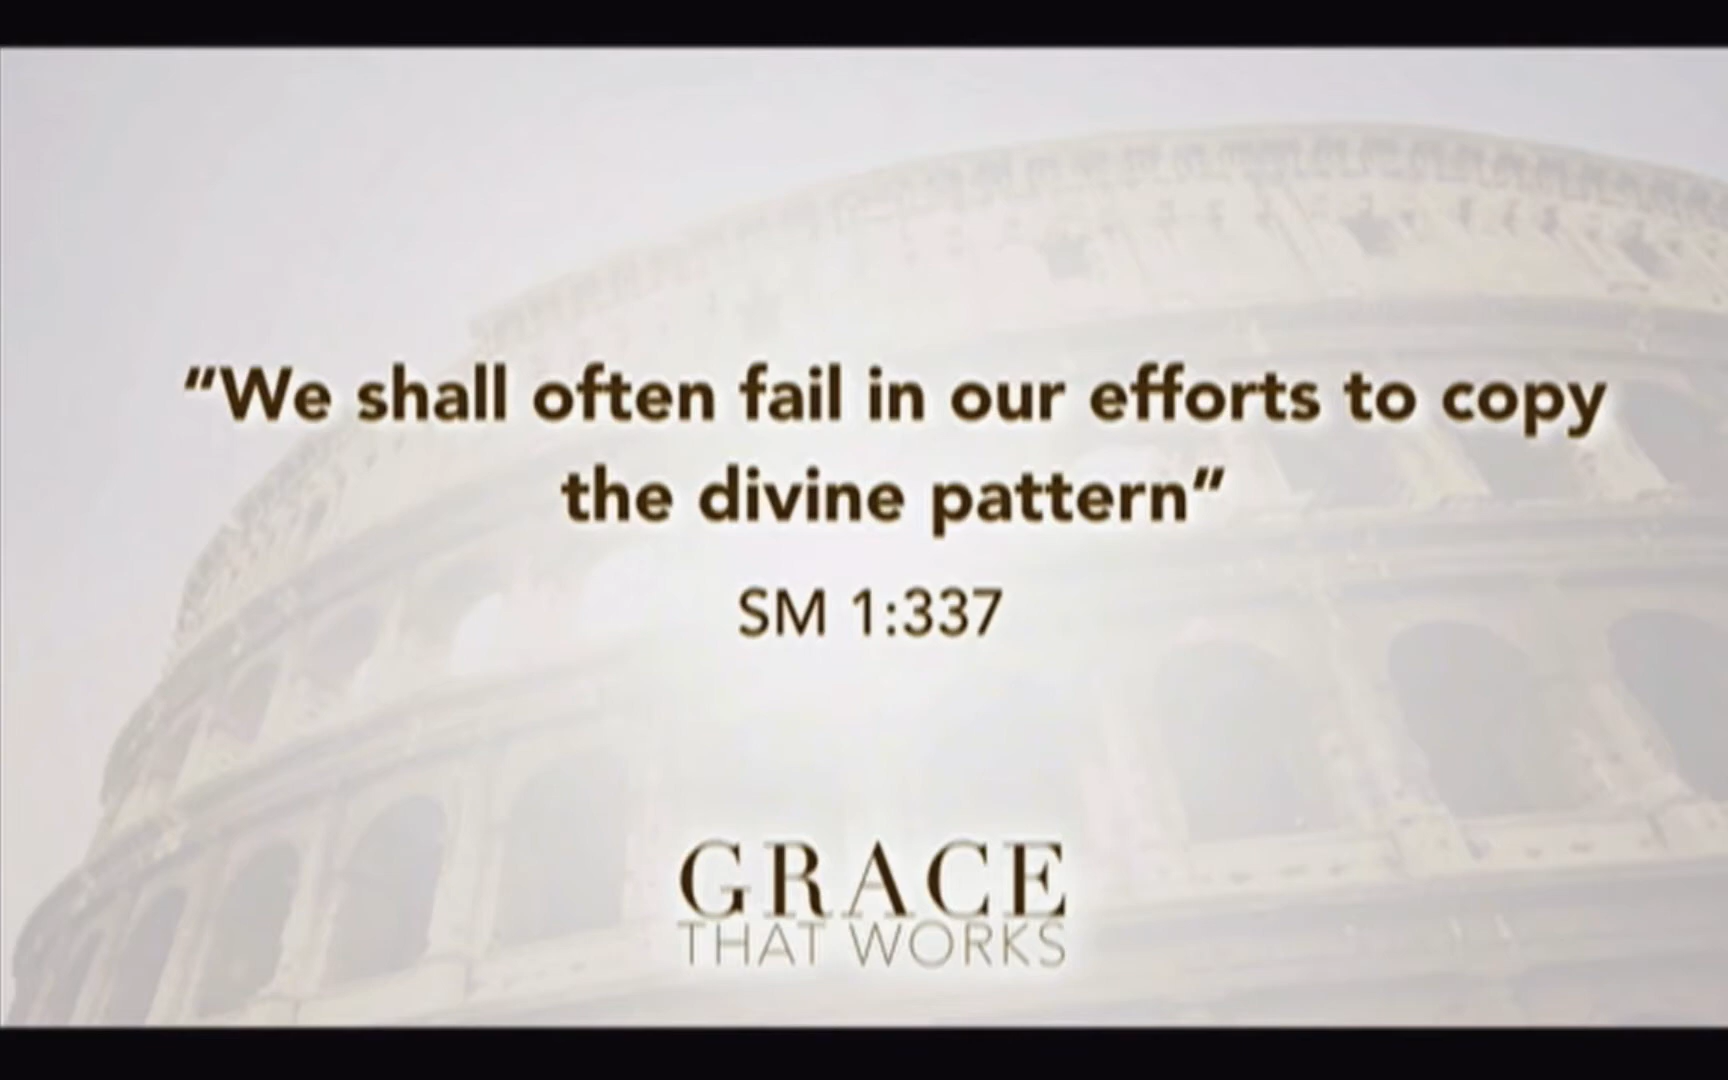 “We shall often fail in our efforts to copy
the divine pattern”
SM 1:337
GRACE
THAT WORKS